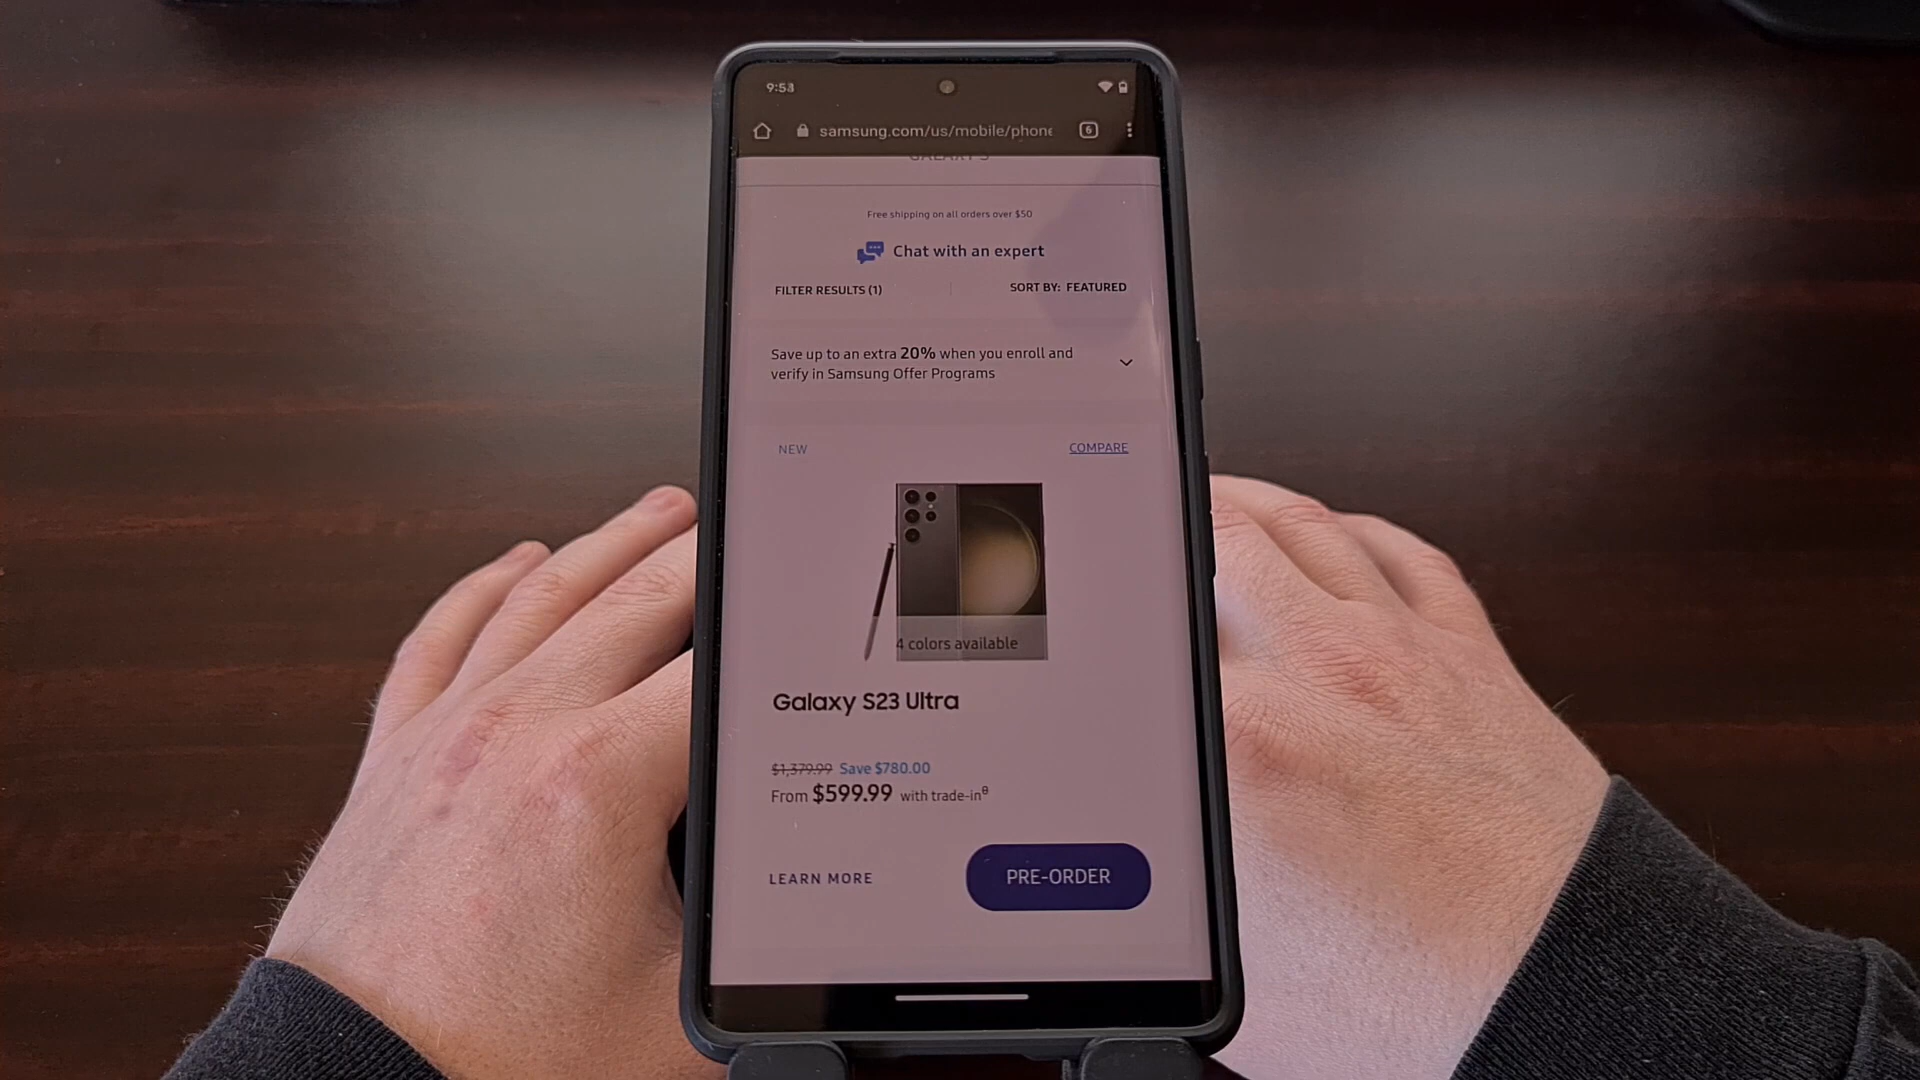 9:53
samsung.com/us/mobile/phone
6
GALAXY S
Free shipping on all orders over $50
Chat with an expert
FILTER RESULTS (1)
SORT BY: FEATURED
Save up to an extra 20% when you enroll and
verify in Samsung Offer Programs
NEW
COMPARE
4 colors available
Galaxy S23 Ultra
$1,379.99 Save $780.00
From $599.99 with trade-in⁸
LEARN MORE
PRE-ORDER